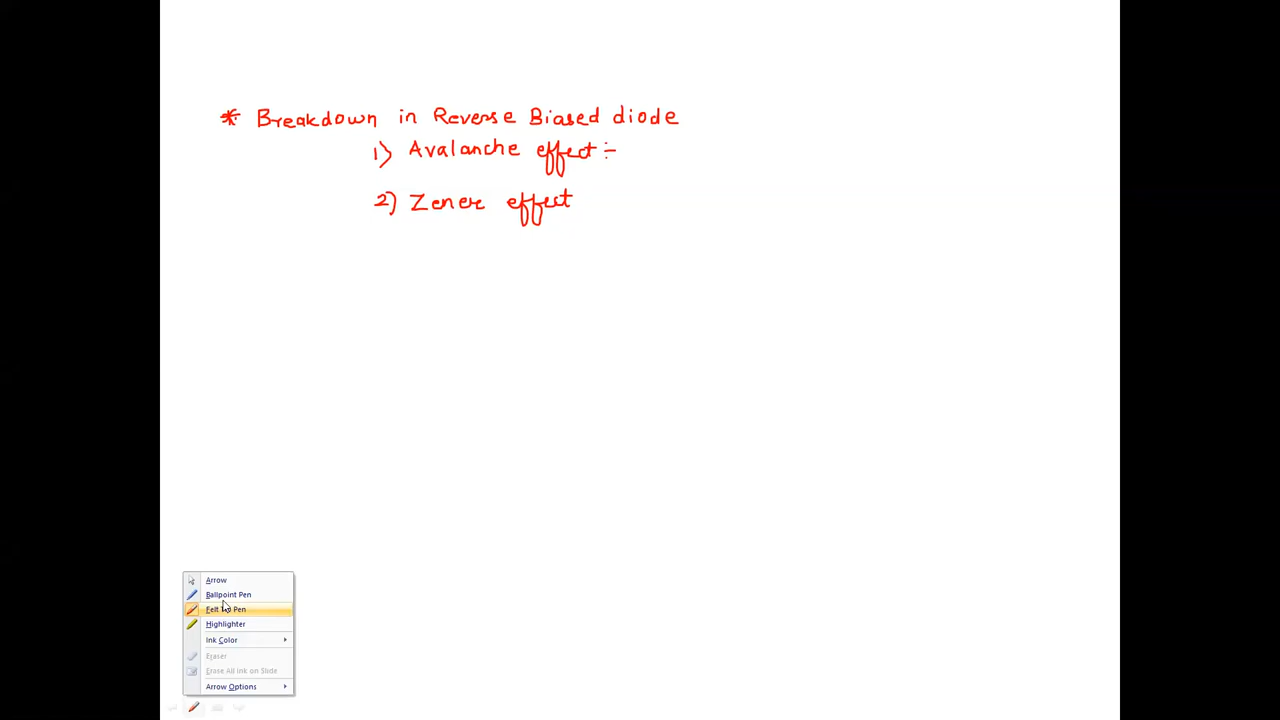 * Breakdown in Reverse Biased diode
1) Avalanche effect :-
2) Zener effect
Arrow
Ballpoint Pen
Felt Tip Pen
Highlighter
Ink Color
Eraser
Erase All Ink on Slide
Arrow Options